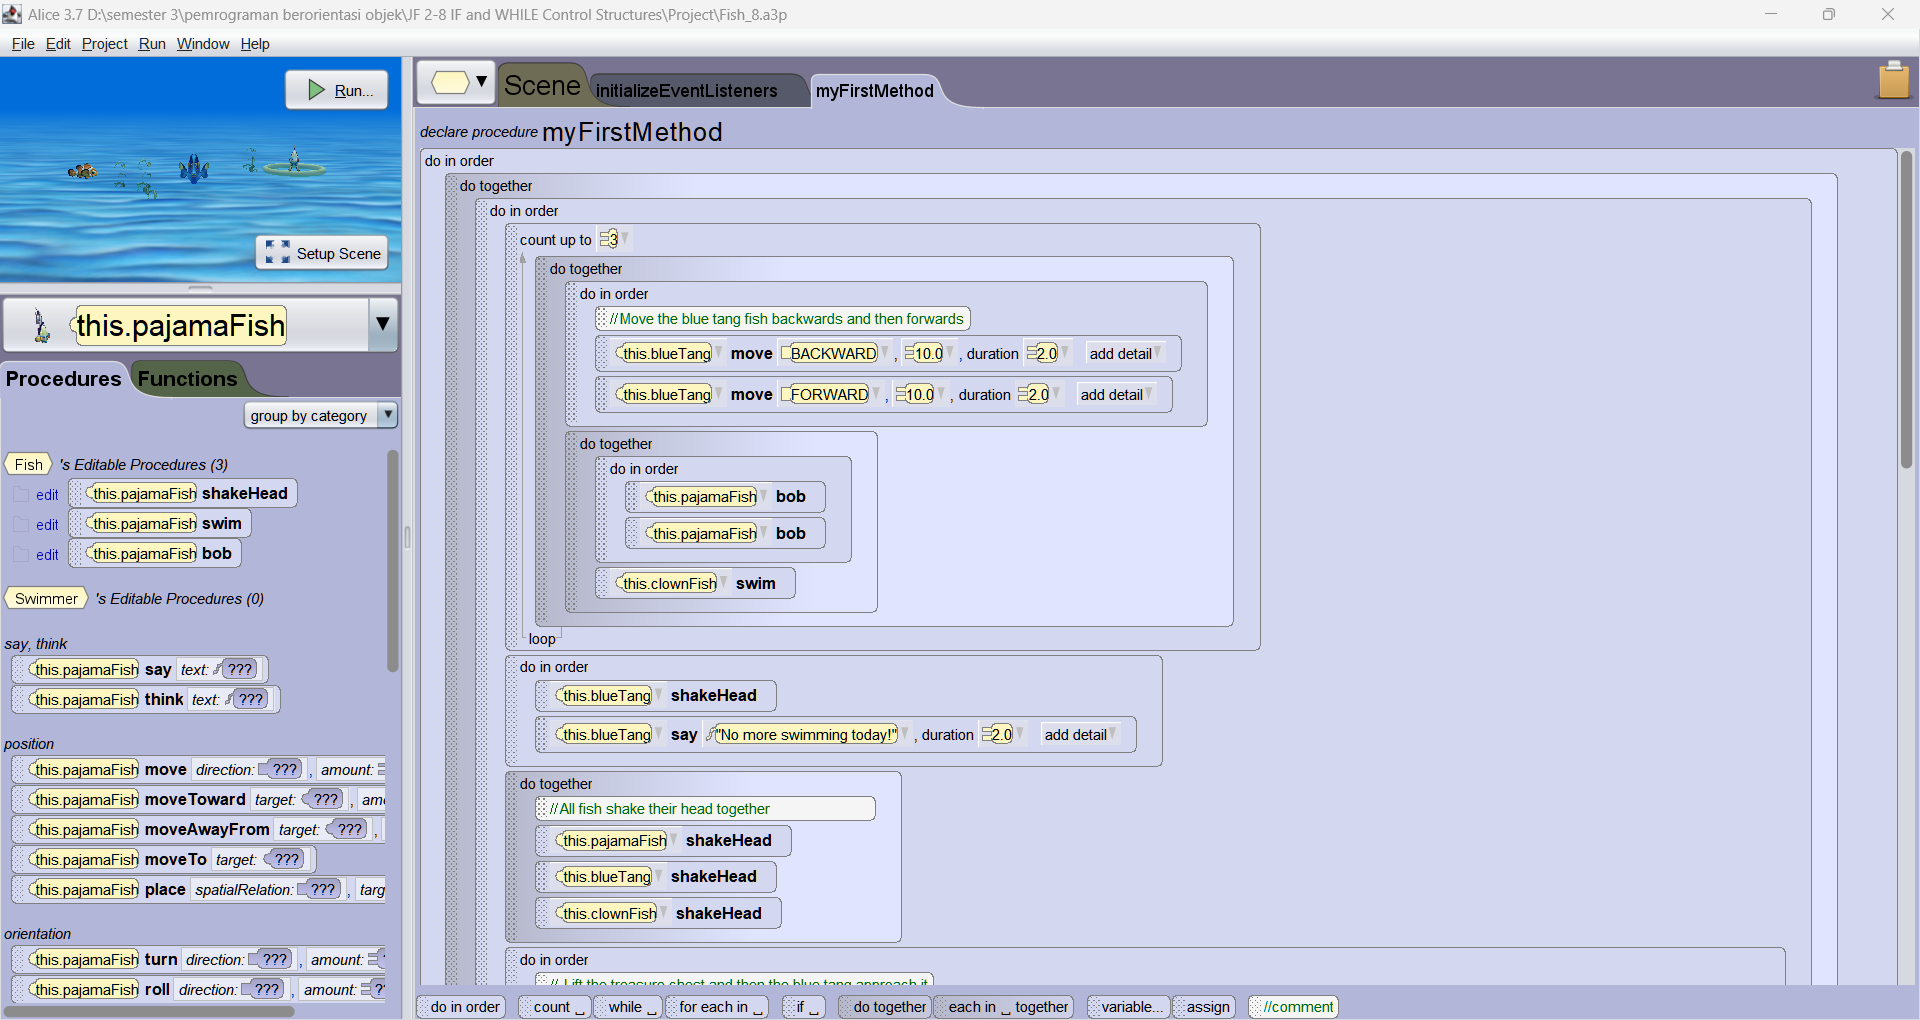 Alice 3.7 D:\semester 3\pemrograman berorientasi objek\JF 2-8 IF and WHILE Control Structures\Project\Fish_8.a3p
File Edit Project Run Window Help
Run...
Setup Scene
this.pajamaFish
Procedures Functions
group by category
Fish 's Editable Procedures (3)
edit this.pajamaFish shakeHead
edit this.pajamaFish swim
edit this.pajamaFish bob
Swimmer 's Editable Procedures (0)
say, think
this.pajamaFish say text: ???
this.pajamaFish think text: ???
position
this.pajamaFish move direction: ??? , amount:
this.pajamaFish moveToward target: ??? , am
this.pajamaFish moveAwayFrom target: ??? ,
this.pajamaFish moveTo target: ???
this.pajamaFish place spatialRelation: ??? , targ
orientation
this.pajamaFish turn direction: ??? , amount: ?
this.pajamaFish roll direction: ??? , amount: ?
Scene initializeEventListeners myFirstMethod
declare procedure myFirstMethod
do in order
do together
do in order
count up to 3
do together
do in order
//Move the blue tang fish backwards and then forwards
this.blueTang move BACKWARD , 10.0 , duration 2.0 add detail
this.blueTang move FORWARD , 10.0 , duration 2.0 add detail
do together
do in order
this.pajamaFish bob
this.pajamaFish bob
this.clownFish swim
loop
do in order
this.blueTang shakeHead
this.blueTang say "No more swimming today!" , duration 2.0 add detail
do together
//All fish shake their head together
this.pajamaFish shakeHead
this.blueTang shakeHead
this.clownFish shakeHead
do in order
// Lift the treasure chest and then the blue tang approach it
do in order count _ while _ for each in _ if _ do together each in _ together variable... assign //comment